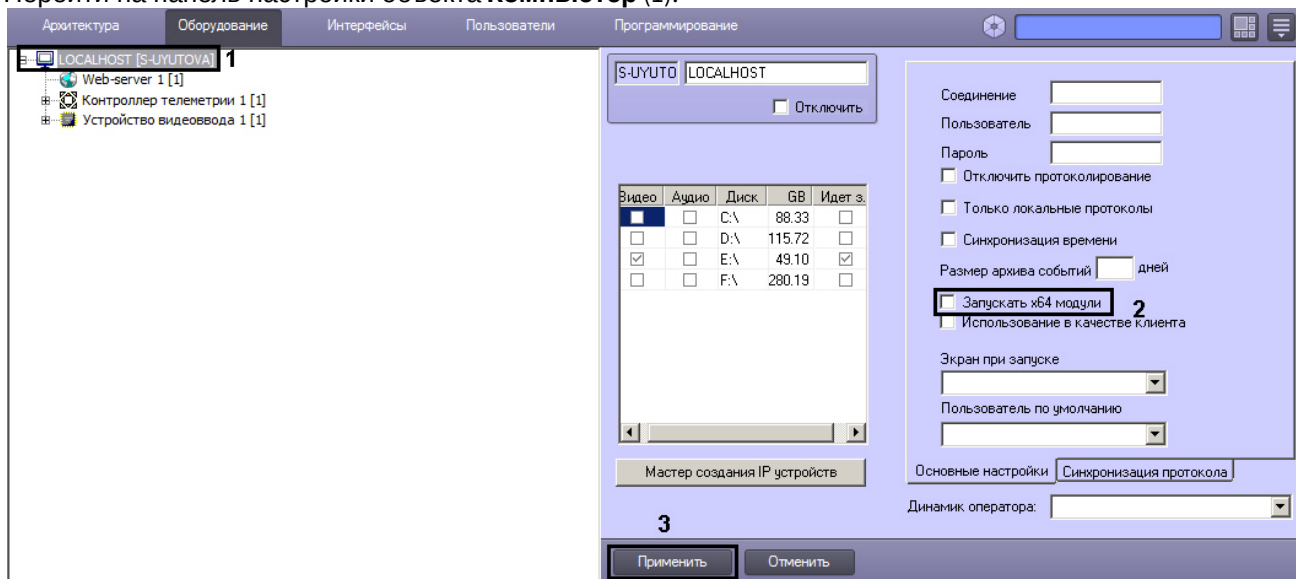 Перейти на панель настройки объекта Компьютер (1).
Архитектура Оборудование Интерфейсы Пользователи Программирование
LOCALHOST [S-UYUTOVA] 1
Web-server 1 [1]
Контроллер телеметрии 1 [1]
Устройство видеоввода 1 [1]
S-UYUTO LOCALHOST
Отключить
Видео Аудио Диск GB Идет з.
C:\ 88.33
D:\ 115.72
E:\ 49.10
F:\ 280.19
Мастер создания IP устройств
Соединение
Пользователь
Пароль
Отключить протоколирование
Только локальные протоколы
Синхронизация времени
Размер архива событий дней
Запускать x64 модули 2
Использование в качестве клиента
Экран при запуске
Пользователь по умолчанию
Основные настройки Синхронизация протокола
Динамик оператора:
3
Применить Отменить